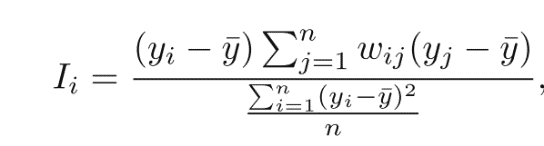 I_i = \frac{(y_i - \bar{y}) \sum_{j=1}^{n} w_{ij}(y_j - \bar{y})}{\frac{\sum_{i=1}^{n}(y_i - \bar{y})^2}{n}},